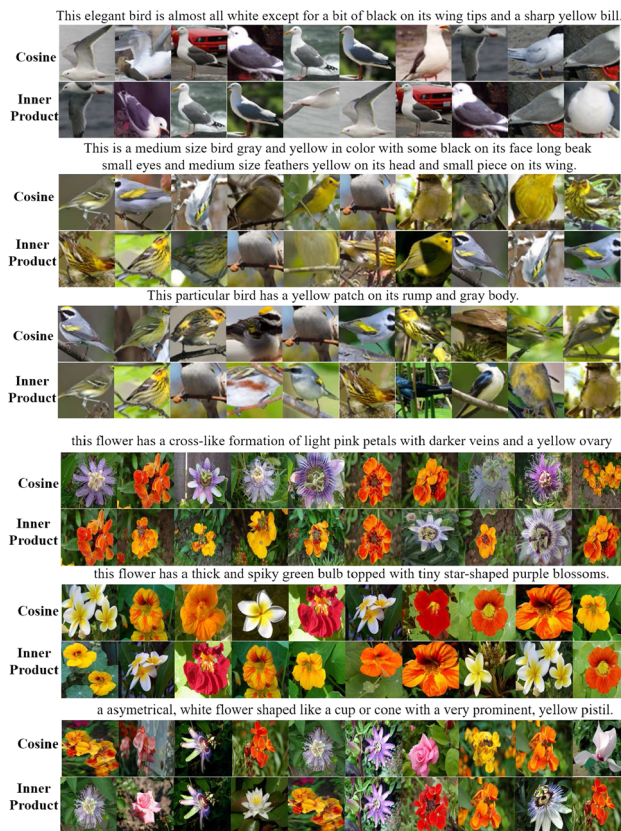 This elegant bird is almost all white except for a bit of black on its wing tips and a sharp yellow bill.
Cosine
Inner
Product
This is a medium size bird gray and yellow in color with some black on its face long beak
small eyes and medium size feathers yellow on its head and small piece on its wing.
Cosine
Inner
Product
This particular bird has a yellow patch on its rump and gray body.
Cosine
Inner
Product
this flower has a cross-like formation of light pink petals with darker veins and a yellow ovary
Cosine
Inner
Product
this flower has a thick and spiky green bulb topped with tiny star-shaped purple blossoms.
Cosine
Inner
Product
a asymetrical, white flower shaped like a cup or cone with a very prominent, yellow pistil.
Cosine
Inner
Product